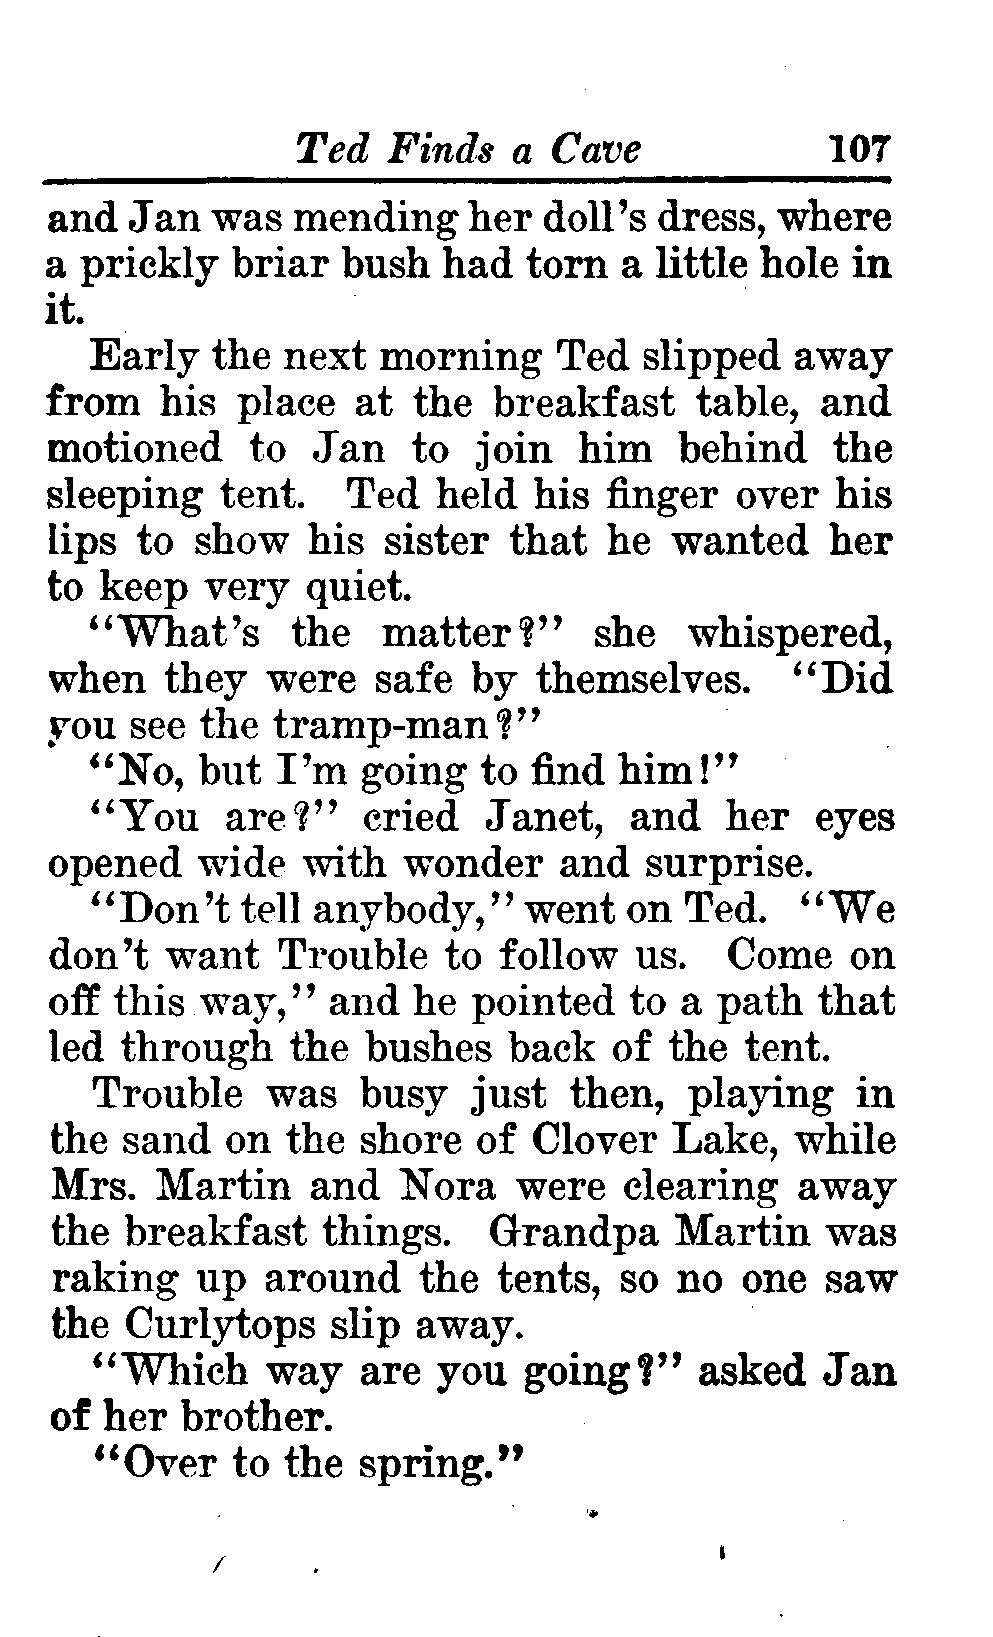 Ted Finds a Cave 107
and Jan was mending her doll's dress, where
a prickly briar bush had torn a little hole in
it.
Early the next morning Ted slipped away
from his place at the breakfast table, and
motioned to Jan to join him behind the
sleeping tent. Ted held his finger over his
lips to show his sister that he wanted her
to keep very quiet.
"What's the matter?" she whispered,
when they were safe by themselves. "Did
you see the tramp-man?"
"No, but I'm going to find him!"
"You are?" cried Janet, and her eyes
opened wide with wonder and surprise.
"Don't tell anybody," went on Ted. "We
don't want Trouble to follow us. Come on
off this way," and he pointed to a path that
led through the bushes back of the tent.
Trouble was busy just then, playing in
the sand on the shore of Clover Lake, while
Mrs. Martin and Nora were clearing away
the breakfast things. Grandpa Martin was
raking up around the tents, so no one saw
the Curlytops slip away.
"Which way are you going?" asked Jan
of her brother.
"Over to the spring."